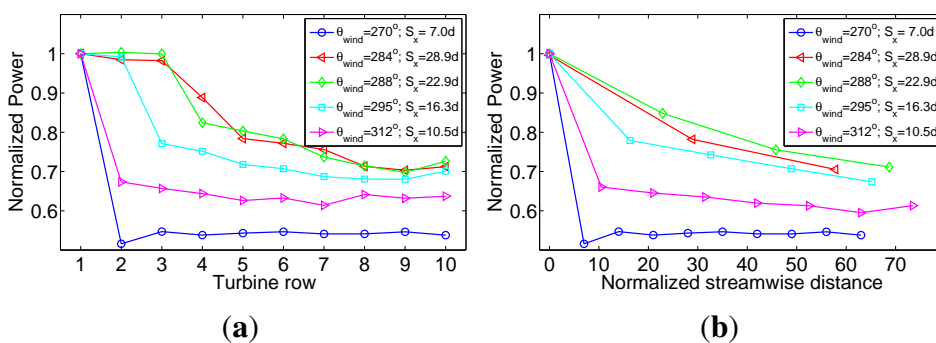 θwind=270°; Sx= 7.0d
θwind=284°; Sx=28.9d
θwind=288°; Sx=22.9d
θwind=295°; Sx=16.3d
θwind=312°; Sx=10.5d
1
0.9
0.8
0.7
0.6
Normalized Power
1 2 3 4 5 6 7 8 9 10
Turbine row
(a)
θwind=270°; Sx= 7.0d
θwind=284°; Sx=28.9d
θwind=288°; Sx=22.9d
θwind=295°; Sx=16.3d
θwind=312°; Sx=10.5d
1
0.9
0.8
0.7
0.6
Normalized Power
0 10 20 30 40 50 60 70
Normalized streamwise distance
(b)